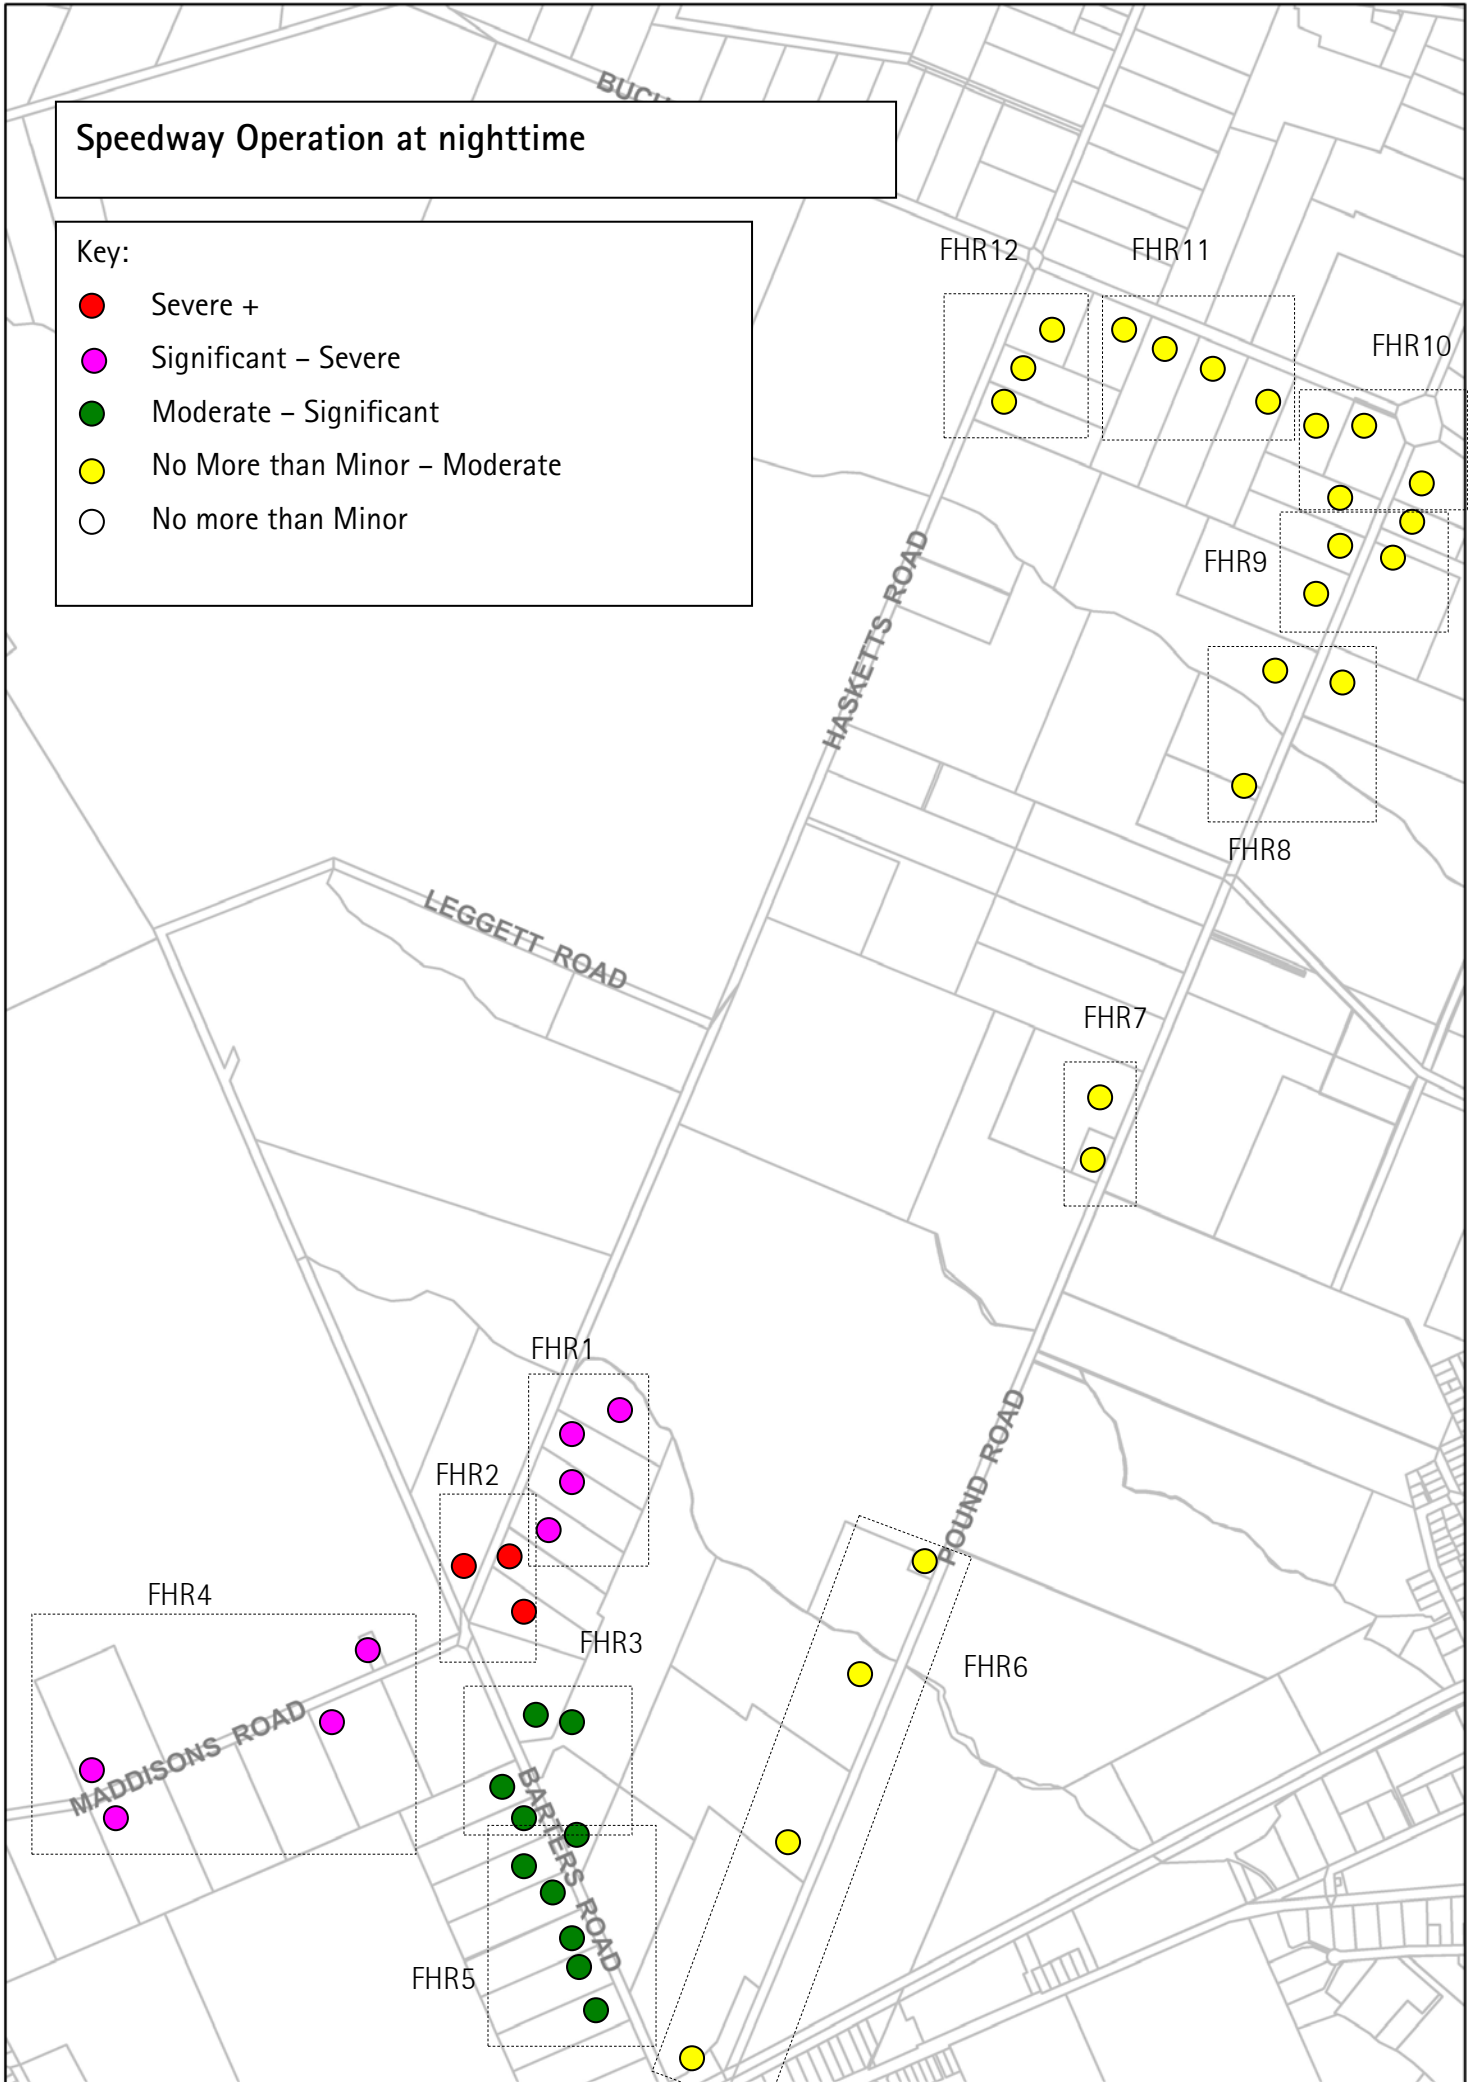 Speedway Operation at nighttime
Key:
Severe +
Significant – Severe
Moderate – Significant
No More than Minor – Moderate
No more than Minor
FHR12
FHR11
FHR10
FHR9
HASKETTS ROAD
FHR8
LEGGETT ROAD
FHR7
FHR1
POUND ROAD
FHR2
FHR4
FHR3
FHR6
MADDISONS ROAD
BARTERS ROAD
FHR5